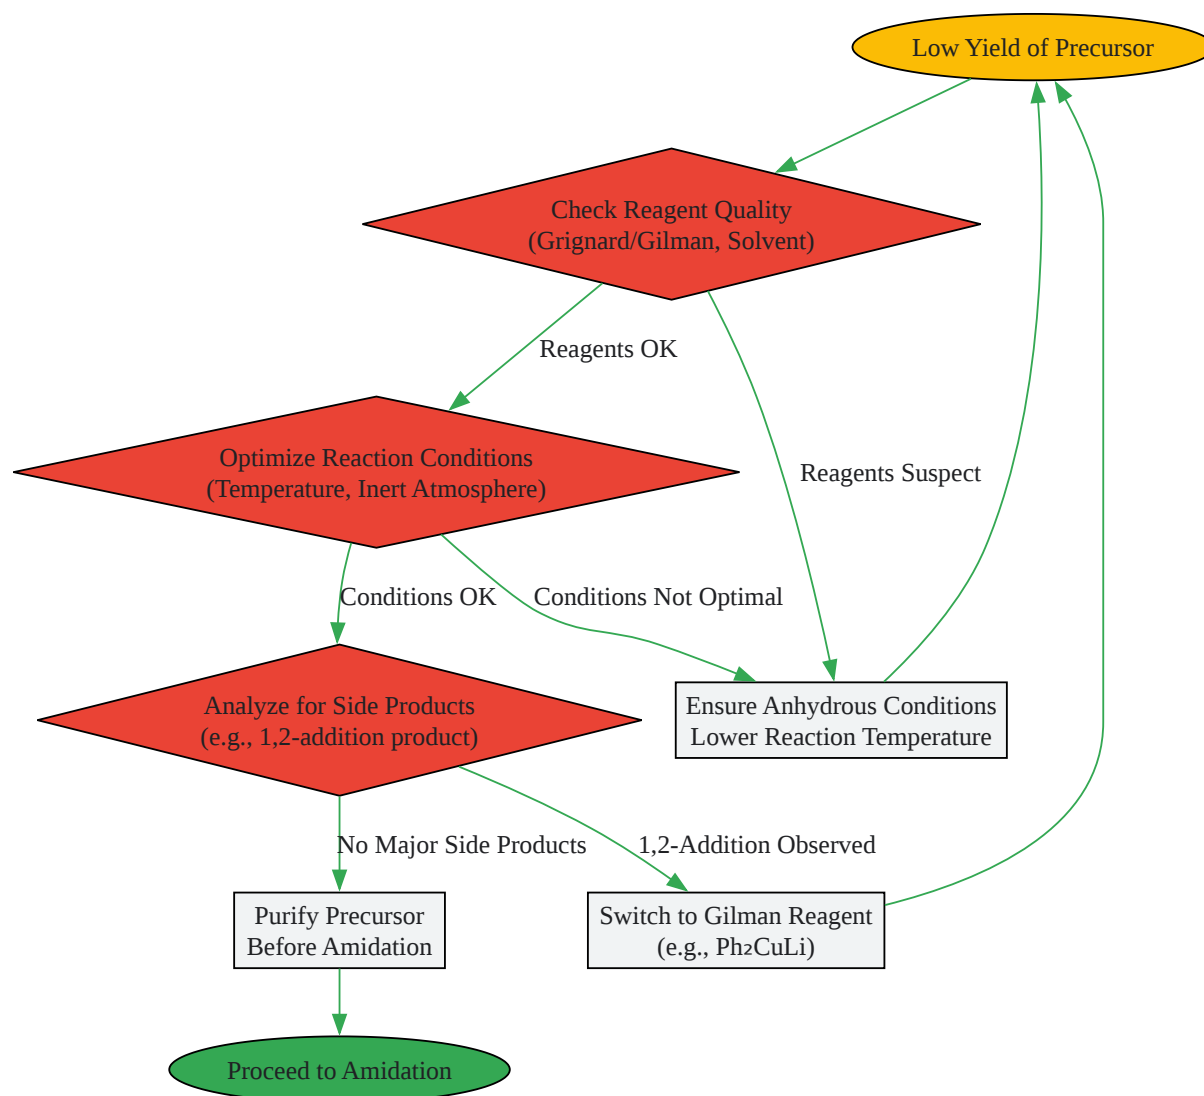 Low Yield of Precursor
Check Reagent Quality
(Grignard/Gilman, Solvent)
Reagents OK
Optimize Reaction Conditions
(Temperature, Inert Atmosphere)
Reagents Suspect
Conditions OK
Conditions Not Optimal
Analyze for Side Products
(e.g., 1,2-addition product)
Ensure Anhydrous Conditions
Lower Reaction Temperature
No Major Side Products
1,2-Addition Observed
Purify Precursor
Before Amidation
Switch to Gilman Reagent
(e.g., Ph₂CuLi)
Proceed to Amidation